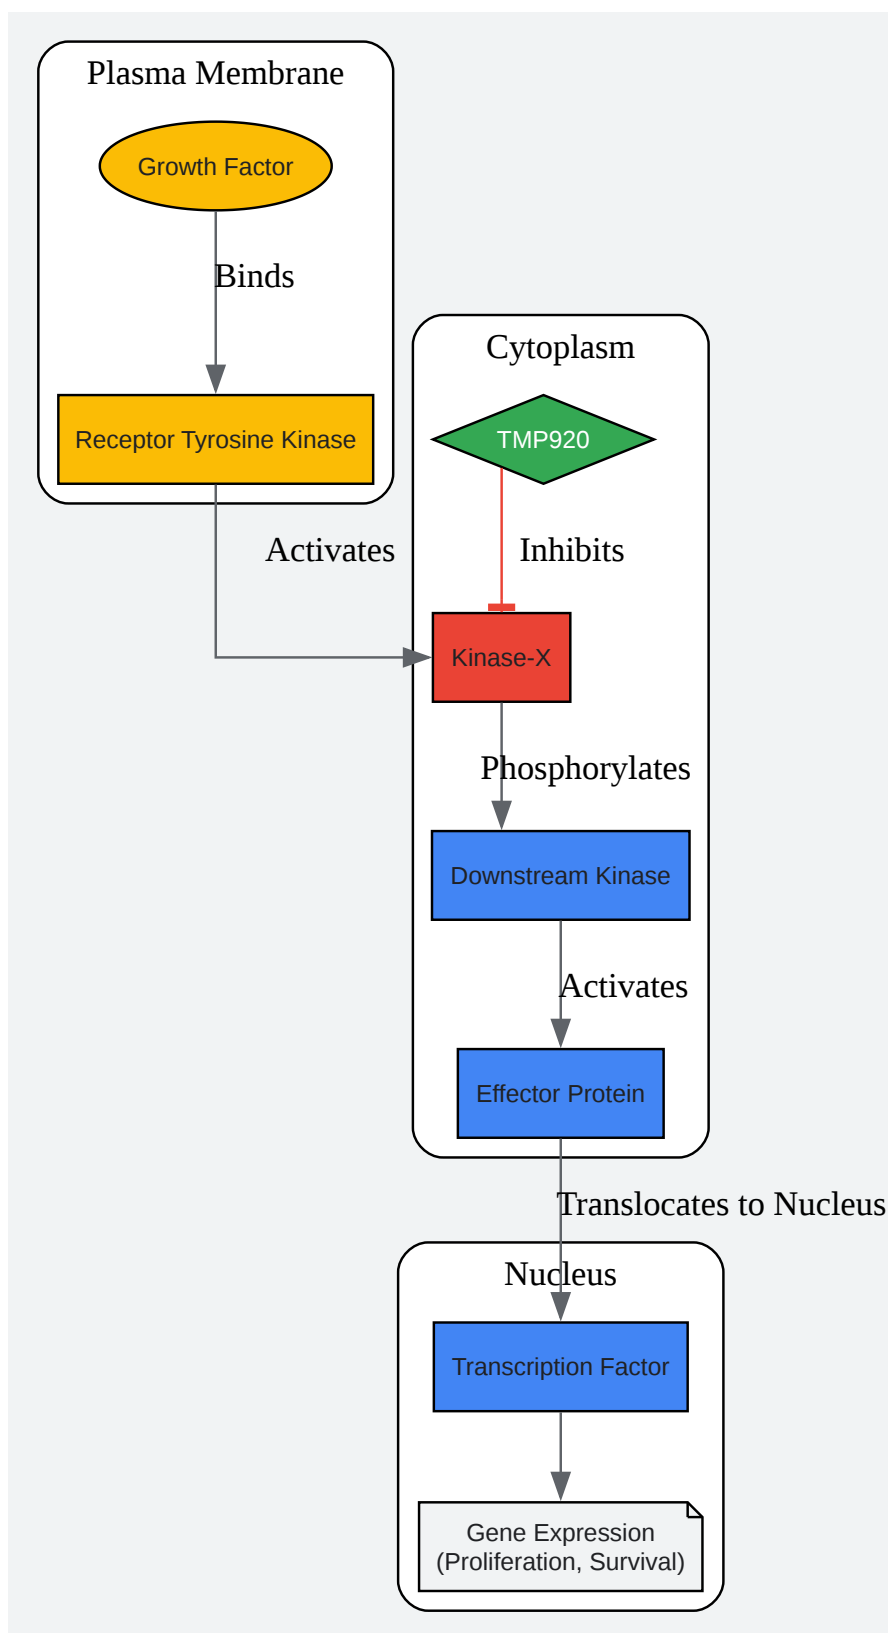 Plasma Membrane
Growth Factor
Binds
Receptor Tyrosine Kinase
Activates
Cytoplasm
TMP920
Inhibits
Kinase-X
Phosphorylates
Downstream Kinase
Activates
Effector Protein
Translocates to Nucleus
Nucleus
Transcription Factor
Gene Expression
(Proliferation, Survival)